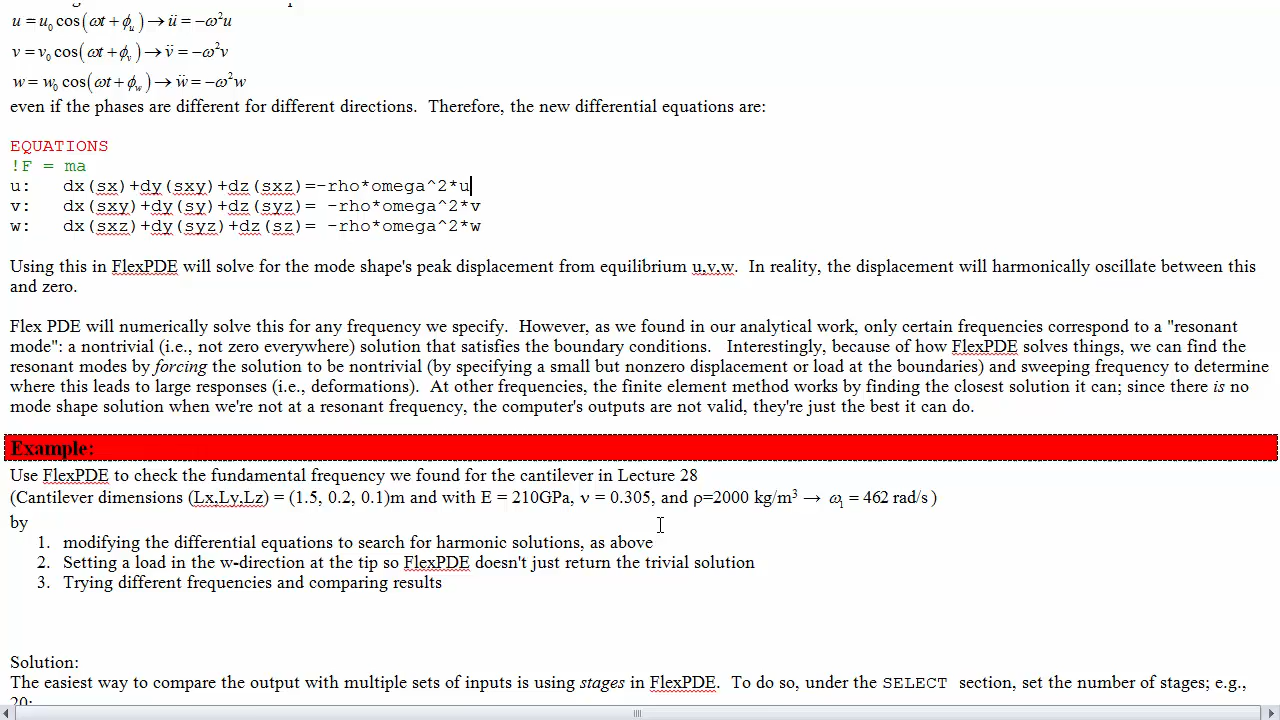 u = u₀ cos(ωt + ϕᵤ) → ü = −ω²u
v = v₀ cos(ωt + ϕᵥ) → v̈ = −ω²v
w = w₀ cos(ωt + ϕ_w) → ẅ = −ω²w
even if the phases are different for different directions.  Therefore, the new differential equations are:
EQUATIONS
!F = ma
u:   dx(sx)+dy(sxy)+dz(sxz)=-rho*omega^2*u
v:   dx(sxy)+dy(sy)+dz(syz)= -rho*omega^2*v
w:   dx(sxz)+dy(syz)+dz(sz)= -rho*omega^2*w
Using this in FlexPDE will solve for the mode shape's peak displacement from equilibrium u,v,w.  In reality, the displacement will harmonically oscillate between this
and zero.
Flex PDE will numerically solve this for any frequency we specify.  However, as we found in our analytical work, only certain frequencies correspond to a "resonant
mode": a nontrivial (i.e., not zero everywhere) solution that satisfies the boundary conditions.   Interestingly, because of how FlexPDE solves things, we can find the
resonant modes by forcing the solution to be nontrivial (by specifying a small but nonzero displacement or load at the boundaries) and sweeping frequency to determine
where this leads to large responses (i.e., deformations).  At other frequencies, the finite element method works by finding the closest solution it can; since there is no
mode shape solution when we're not at a resonant frequency, the computer's outputs are not valid, they're just the best it can do.
Example:
Use FlexPDE to check the fundamental frequency we found for the cantilever in Lecture 28
(Cantilever dimensions (Lx,Ly,Lz) = (1.5, 0.2, 0.1)m and with E = 210GPa, ν = 0.305, and ρ=2000 kg/m³ → ω₁ = 462 rad/s )
by
1. modifying the differential equations to search for harmonic solutions, as above
2. Setting a load in the w-direction at the tip so FlexPDE doesn't just return the trivial solution
3. Trying different frequencies and comparing results
Solution:
The easiest way to compare the output with multiple sets of inputs is using stages in FlexPDE.  To do so, under the SELECT section, set the number of stages; e.g.,
20: